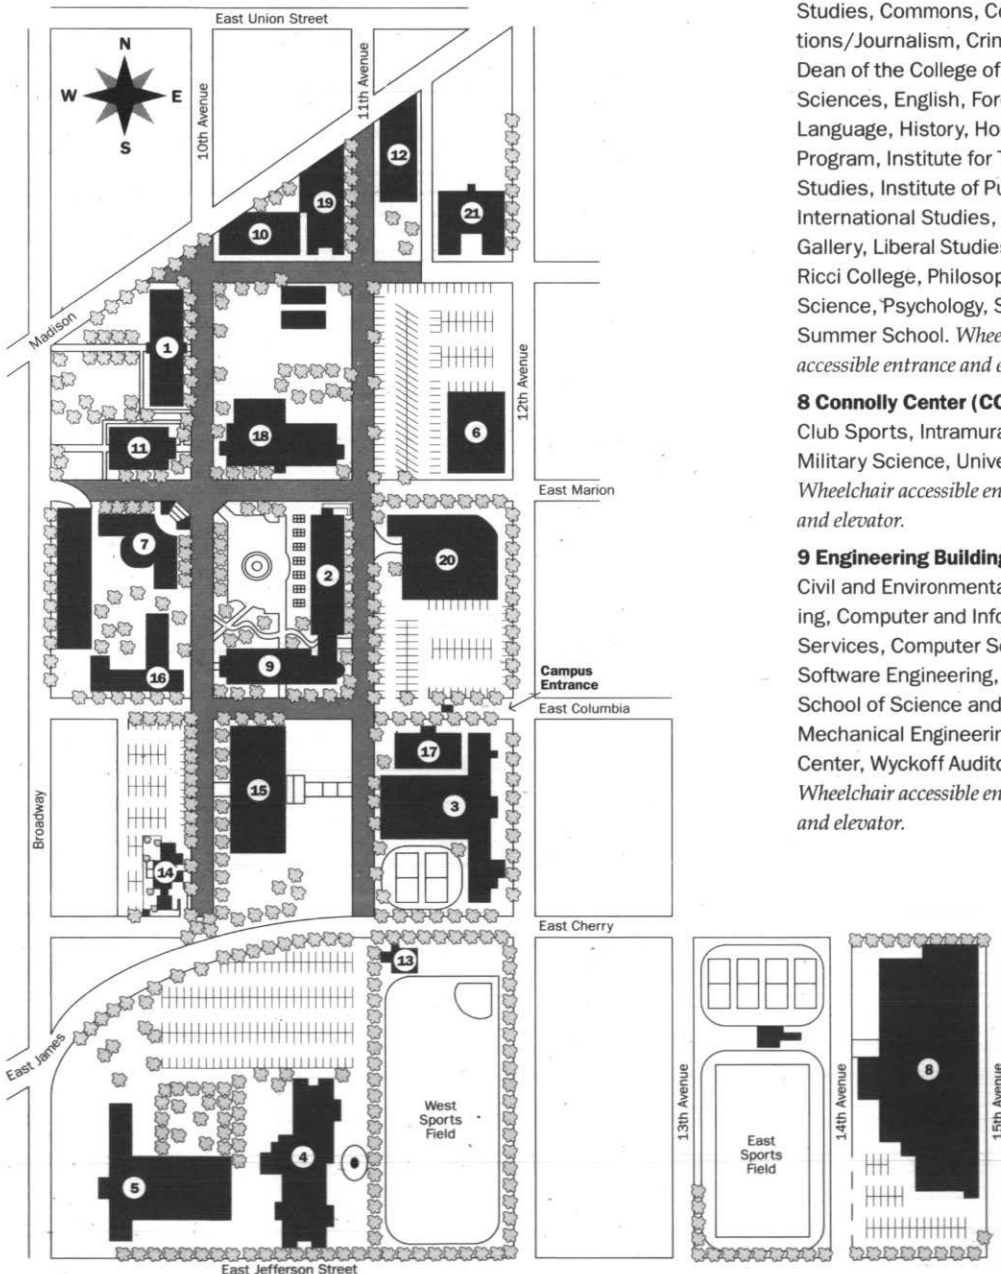 East Union Street
N
W
E
S
10th Avenue
11th Avenue
12
19
21
10
Madison
1
12th Avenue
18
6
11
East Marion
7
20
2
9
16
Campus
Entrance
East Columbia
17
15
3
Broadway
14
East Cherry
13
East James
8
West
Sports
Field
13th Avenue
14th Avenue
15th Avenue
East
Sports
Field
4
5
East Jefferson Street
Studies, Commons, Co
tions/Journalism, Crin
Dean of the College of
Sciences, English, For
Language, History, Ho
Program, Institute for T
Studies, Institute of Pu
International Studies,
Gallery, Liberal Studie
Ricci College, Philosop
Science, Psychology, S
Summer School. Whee
accessible entrance and e
8 Connolly Center (CO
Club Sports, Intramura
Military Science, Unive
Wheelchair accessible en
and elevator.
9 Engineering Building
Civil and Environmenta
ing, Computer and Info
Services, Computer Sc
Software Engineering,
School of Science and
Mechanical Engineerin
Center, Wyckoff Audito
Wheelchair accessible en
and elevator.